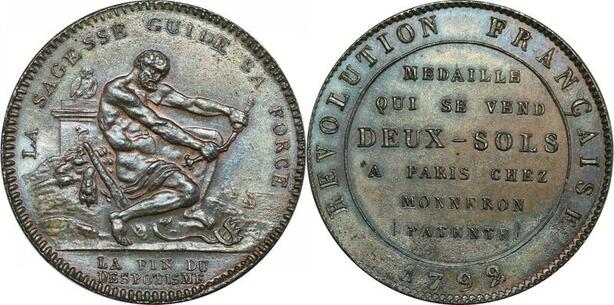 LA SAGESSE GUIDE SA FORCE
LA FIN DU
DESPOTISME
REVOLUTION FRANÇAISE
MEDAILLE
QUI SE VEND
DEUX-SOLS
A PARIS CHEZ
MONNERON
(PATENTÉ)
1792